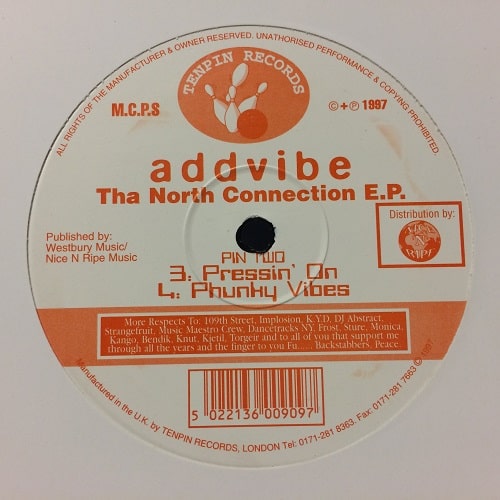 ALL RIGHTS OF THE MANUFACTURER & OWNER RESERVED. UNATHORISED PERFORMANCE & COPYING PROHIBITED.
TENPIN RECORDS
M.C.P.S
© + ℗ 1997
addvibe
Tha North Connection E.P.
Published by:
Westbury Music/
Nice N Ripe Music
Distribution by:
RIPE
PIN TWO
3: Pressin' On
4: Phunky Vibes
More Respects To: 109th Street, Implosion, K.Y.D, DJ Abstract,
Strangefruit, Music Maestro Crew, Dancetracks NY, Frost, Sture, Monica,
Kango, Bendik, Knut, Kjetil, Torgeir and to all of you that support me
through all the years and the finger to you Fu..... Backstabbers, Peace.
5 022136 009097
Manufactured in the U.K. by TENPIN RECORDS, LONDON Tel: 0171-281 8363. Fax: 0171-281 7663 © 1997